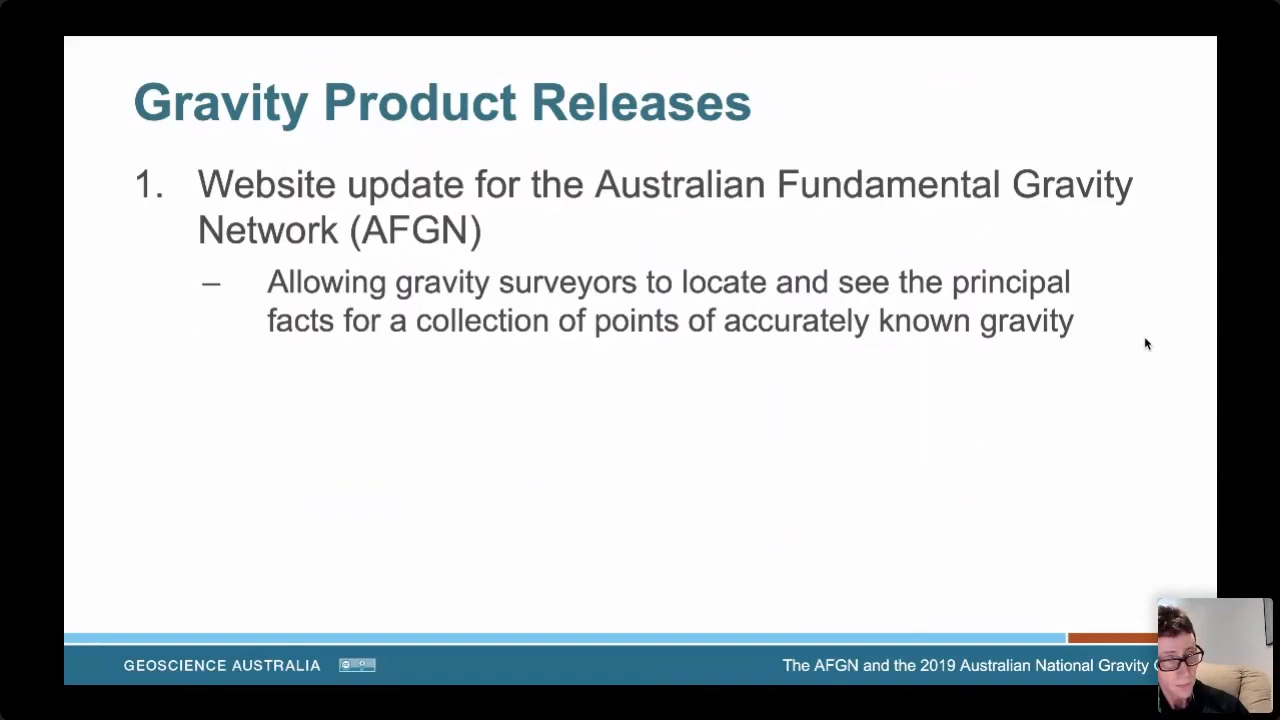 Gravity Product Releases
1. Website update for the Australian Fundamental Gravity
Network (AFGN)
– Allowing gravity surveyors to locate and see the principal
facts for a collection of points of accurately known gravity
GEOSCIENCE AUSTRALIA
The AFGN and the 2019 Australian National Gravity